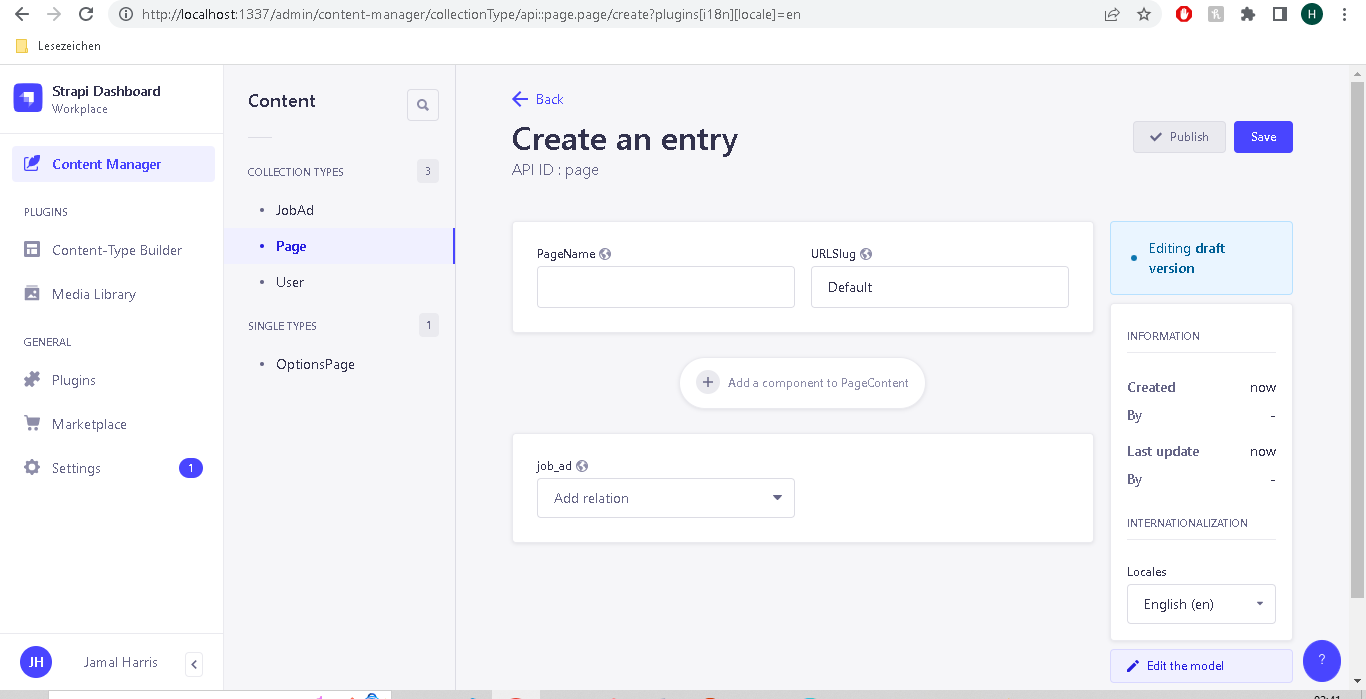 http://localhost:1337/admin/content-manager/collectionType/api::page.page/create?plugins[i18n][locale]=en
H
Lesezeichen
Strapi Dashboard
Workplace
Content Manager
PLUGINS
Content-Type Builder
Media Library
GENERAL
Plugins
Marketplace
Settings
1
JH
Jamal Harris
Content
COLLECTION TYPES
3
JobAd
Page
User
SINGLE TYPES
1
OptionsPage
Back
Create an entry
API ID : page
Publish
Save
PageName
URLSlug
Default
Add a component to PageContent
job_ad
Add relation
Editing draft
version
INFORMATION
Created now
By -
Last update now
By -
INTERNATIONALIZATION
Locales
English (en)
Edit the model
?